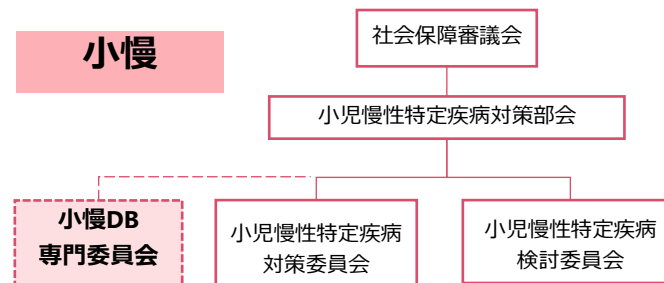 小慢
社会保障審議会
小児慢性特定疾病対策部会
小慢DB
専門委員会
小児慢性特定疾病
対策委員会
小児慢性特定疾病
検討委員会